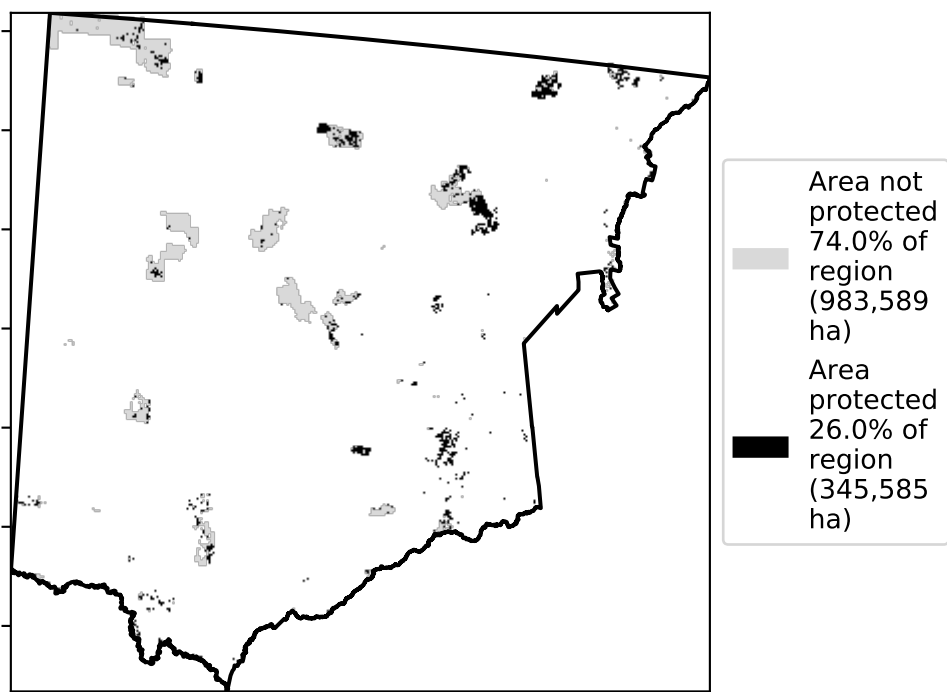 Area not
protected
74.0% of
region
(983,589
ha)
Area
protected
26.0% of
region
(345,585
ha)